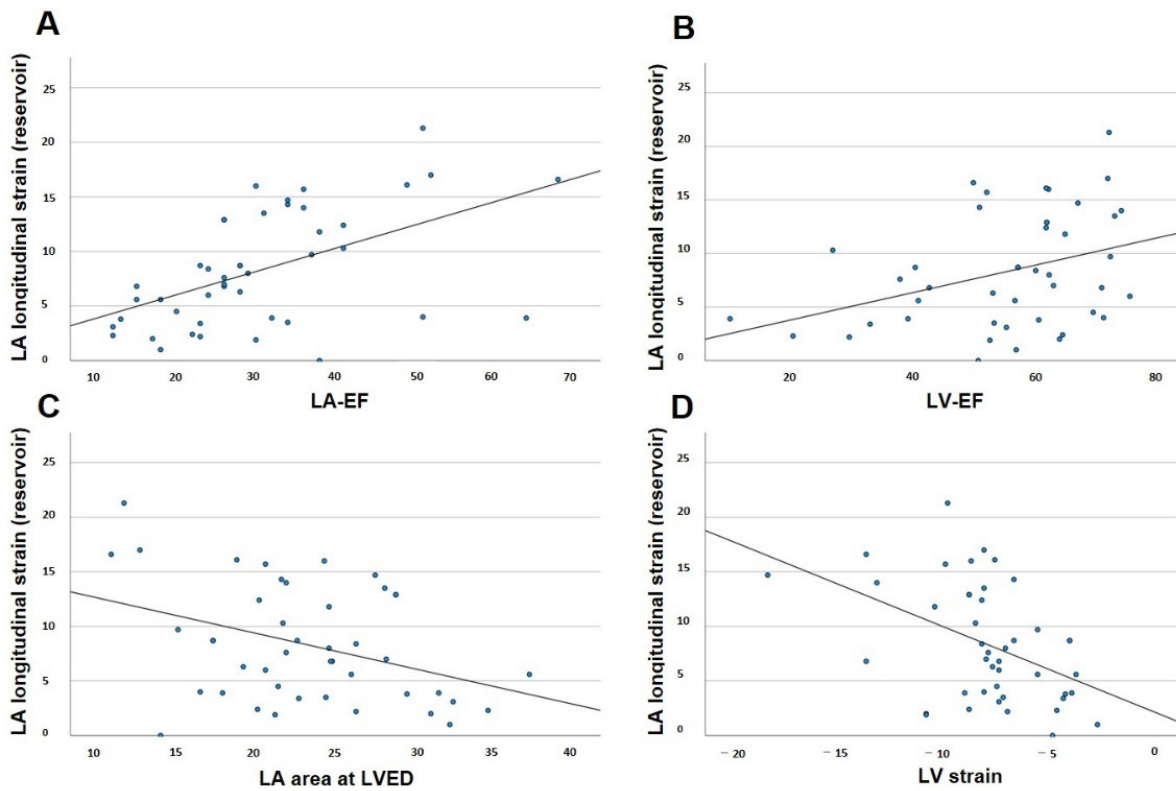 A
LA longitudinal strain (reservoir)
25
20
15
10
5
0
10 20 30 40 50 60 70
LA-EF
B
LA longitudinal strain (reservoir)
25
20
15
10
5
0
20 40 60 80
LV-EF
C
LA longitudinal strain (reservoir)
25
20
15
10
5
0
10 15 20 25 30 35 40
LA area at LVED
D
LA longitudinal strain (reservoir)
25
20
15
10
5
0
−20 −15 −10 −5 0
LV strain